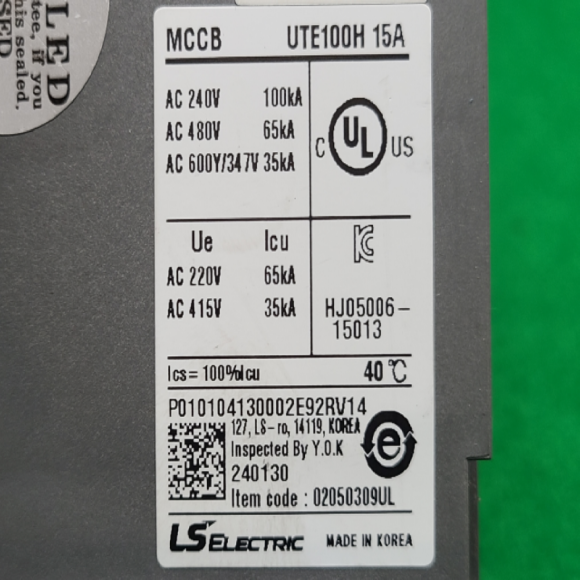 LED
tee, if you
his sealed.
SED
MCCB UTE100H 15A
AC 240V 100kA
AC 480V 65kA
AC 600Y/347V 35kA
C UL US
Ue Icu
AC 220V 65kA
AC 415V 35kA
KC
HJ05006-
15013
Ics=100%Icu 40℃
P010104130002E92RV14
127, LS-ro, 14119, KOREA
Inspected By Y.O.K
240130
Item code : 02050309UL
e
LS ELECTRIC MADE IN KOREA